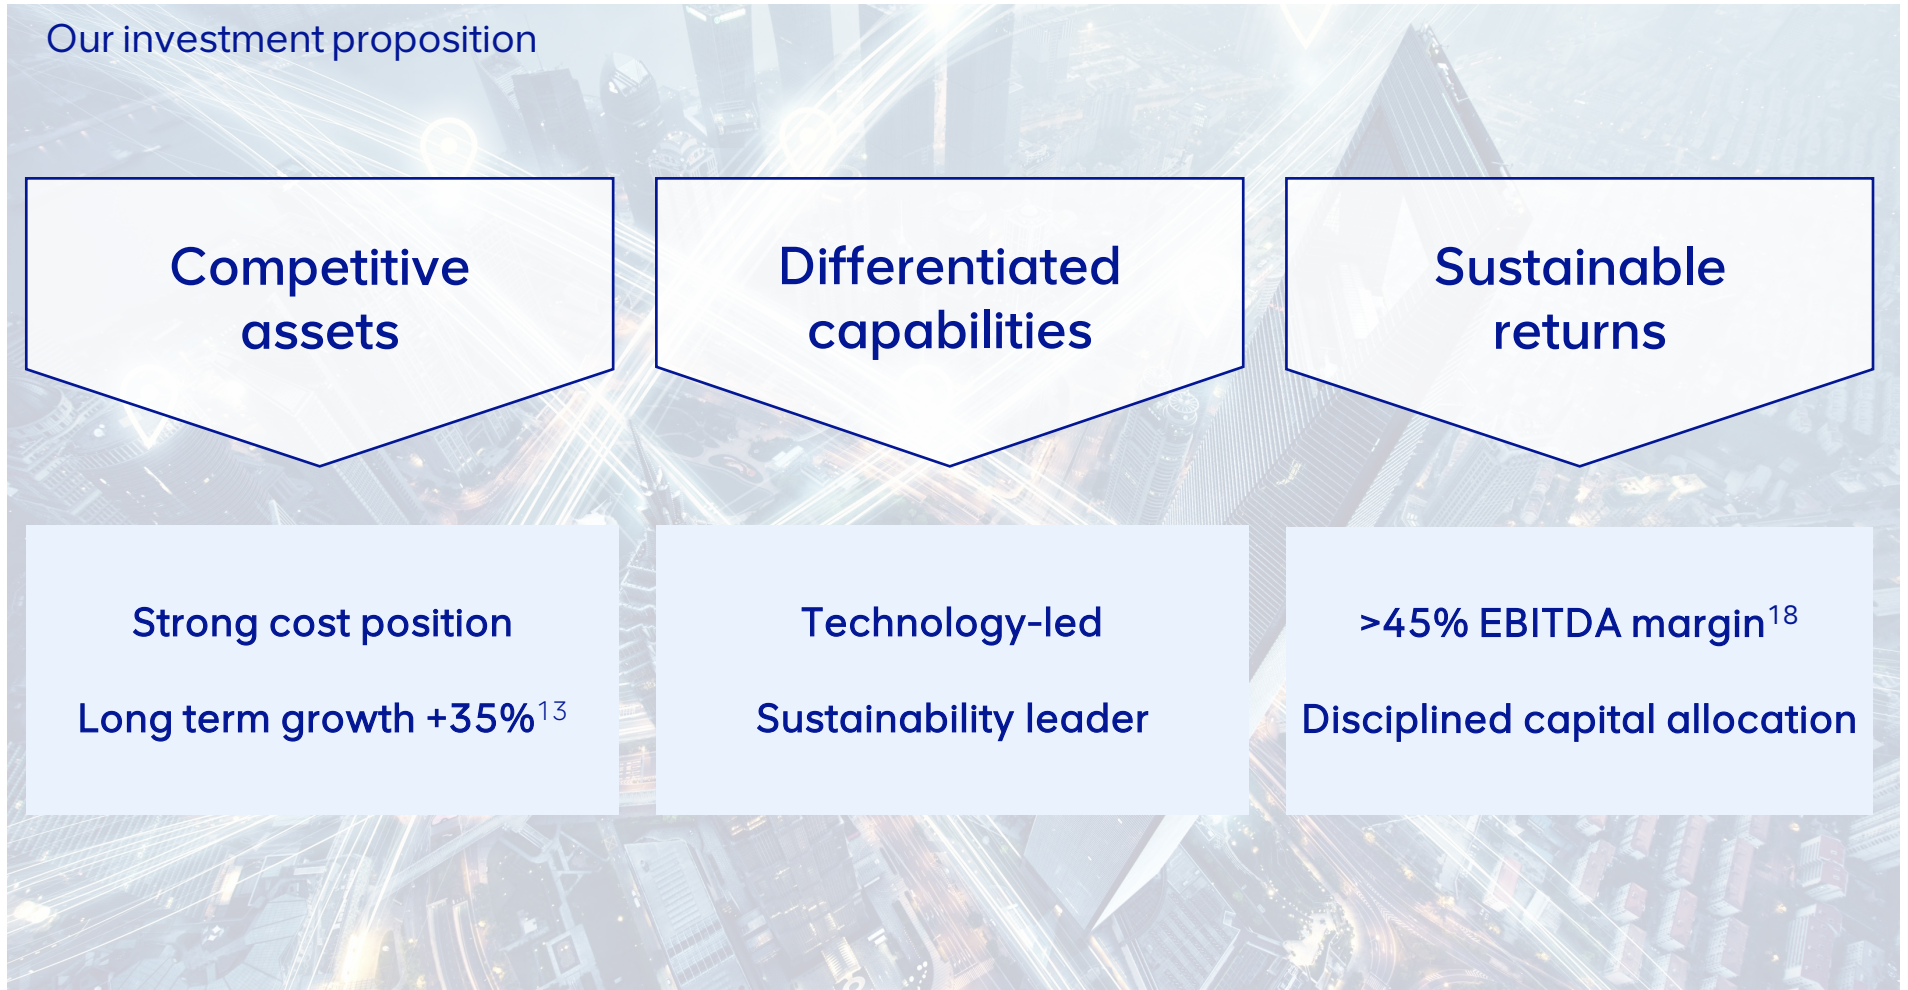 Our investment proposition
Competitive
assets
Differentiated
capabilities
Sustainable
returns
Strong cost position
Long term growth +35%¹³
Technology-led
Sustainability leader
>45% EBITDA margin¹⁸
Disciplined capital allocation